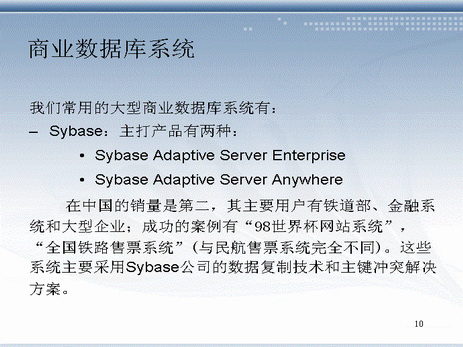 商业数据库系统
我们常用的大型商业数据库系统有：
– Sybase：主打产品有两种：
• Sybase Adaptive Server Enterprise
• Sybase Adaptive Server Anywhere
在中国的销量是第二，其主要用户有铁道部、金融系
统和大型企业；成功的案例有“98世界杯网站系统”，
“全国铁路售票系统”（与民航售票系统完全不同）。这些
系统主要采用Sybase公司的数据复制技术和主键冲突解决
方案。
10